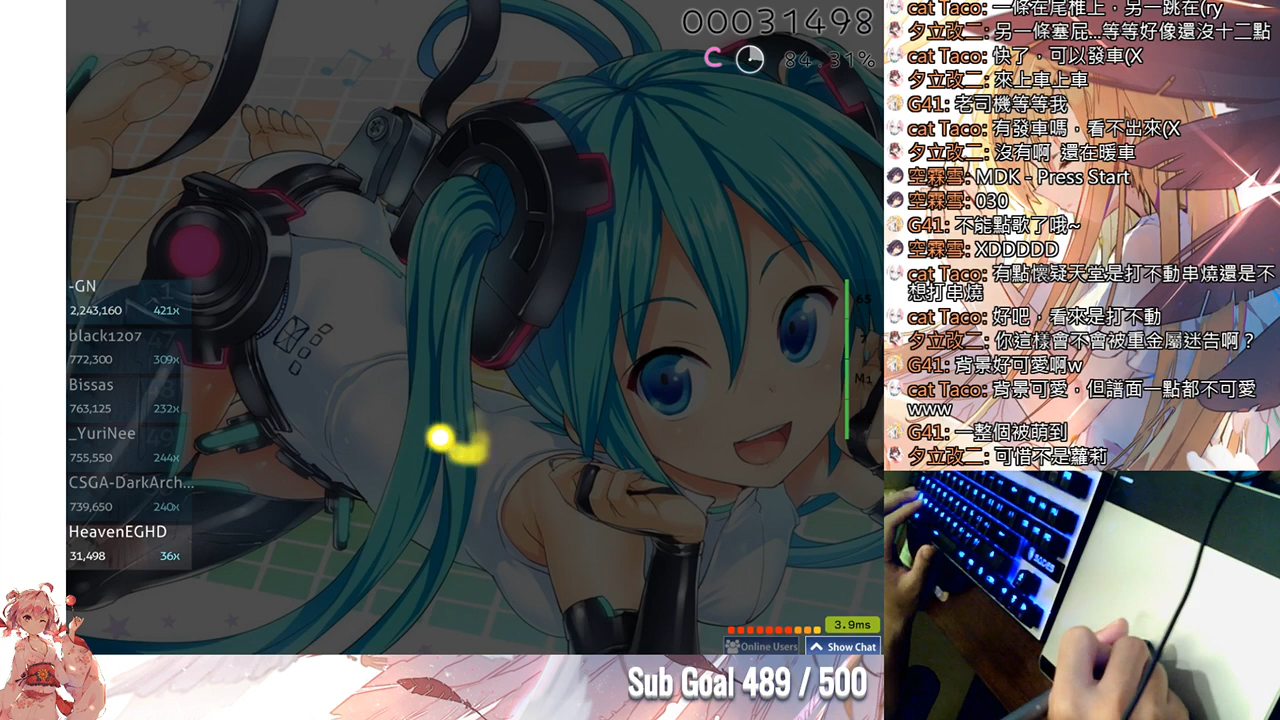 00031498
C 84.31%
-GN
2,243,160 421x
black1207
772,300 309x
Bissas
763,125 232x
_YuriNee
755,550 244x
CSGA-DarkArch...
739,650 240x
HeavenEGHD
31,498 36x
65
7
M1
3.9ms
Online Users
Show Chat
Sub Goal 489 / 500
cat Taco: 一條在尾椎上，另一跳在(ry
夕立改二: 另一條塞屁...等等好像還沒十二點
cat Taco: 快了，可以發車(X
夕立改二: 來上車上車
G41: 老司機等等我
cat Taco: 有發車嗎，看不出來(X
夕立改二: 沒有啊 還在暖車
空霖雪: MDK - Press Start
空霖雪: 030
G41: 不能點歌了哦~
空霖雪: XDDDDD
cat Taco: 有點懷疑天堂是打不動串燒還是不
想打串燒
cat Taco: 好吧，看來是打不動
夕立改二: 你這樣會不會被重金屬迷告啊？
G41: 背景好可愛啊w
cat Taco: 背景可愛，但譜面一點都不可愛
www
G41: 一整個被萌到
夕立改二: 可惜不是蘿莉